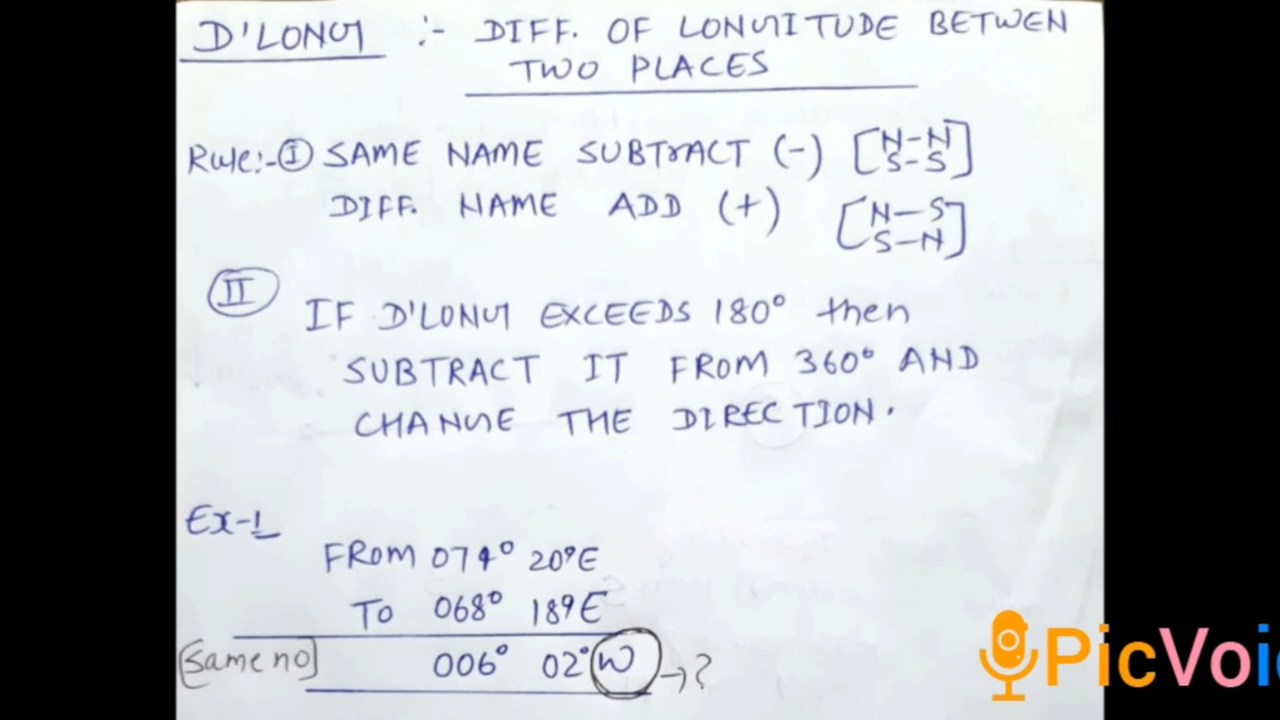 D'LONG :- DIFF. OF LONGITUDE BETWEN
TWO PLACES
Rule:- I SAME NAME SUBTRACT (-) [N-N
S-S]
DIFF. NAME ADD (+) [N-S
S-N]
II
IF D'LONG EXCEEDS 180° then
SUBTRACT IT FROM 360° AND
CHANGE THE DIRECTION.
Ex-1
FROM 074° 20'E
TO 068° 18'E
[Same no] 006° 02' W → ?
PicVoi